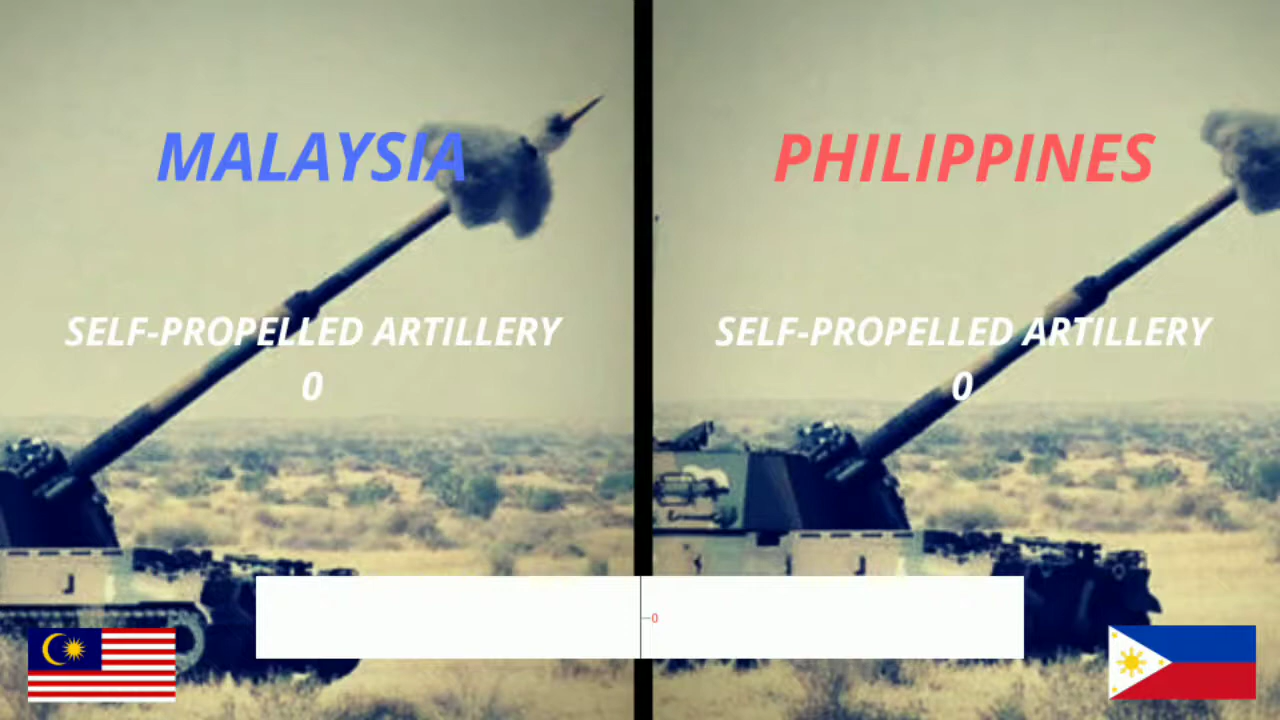 MALAYSIA
SELF-PROPELLED ARTILLERY
0
PHILIPPINES
SELF-PROPELLED ARTILLERY
0
0